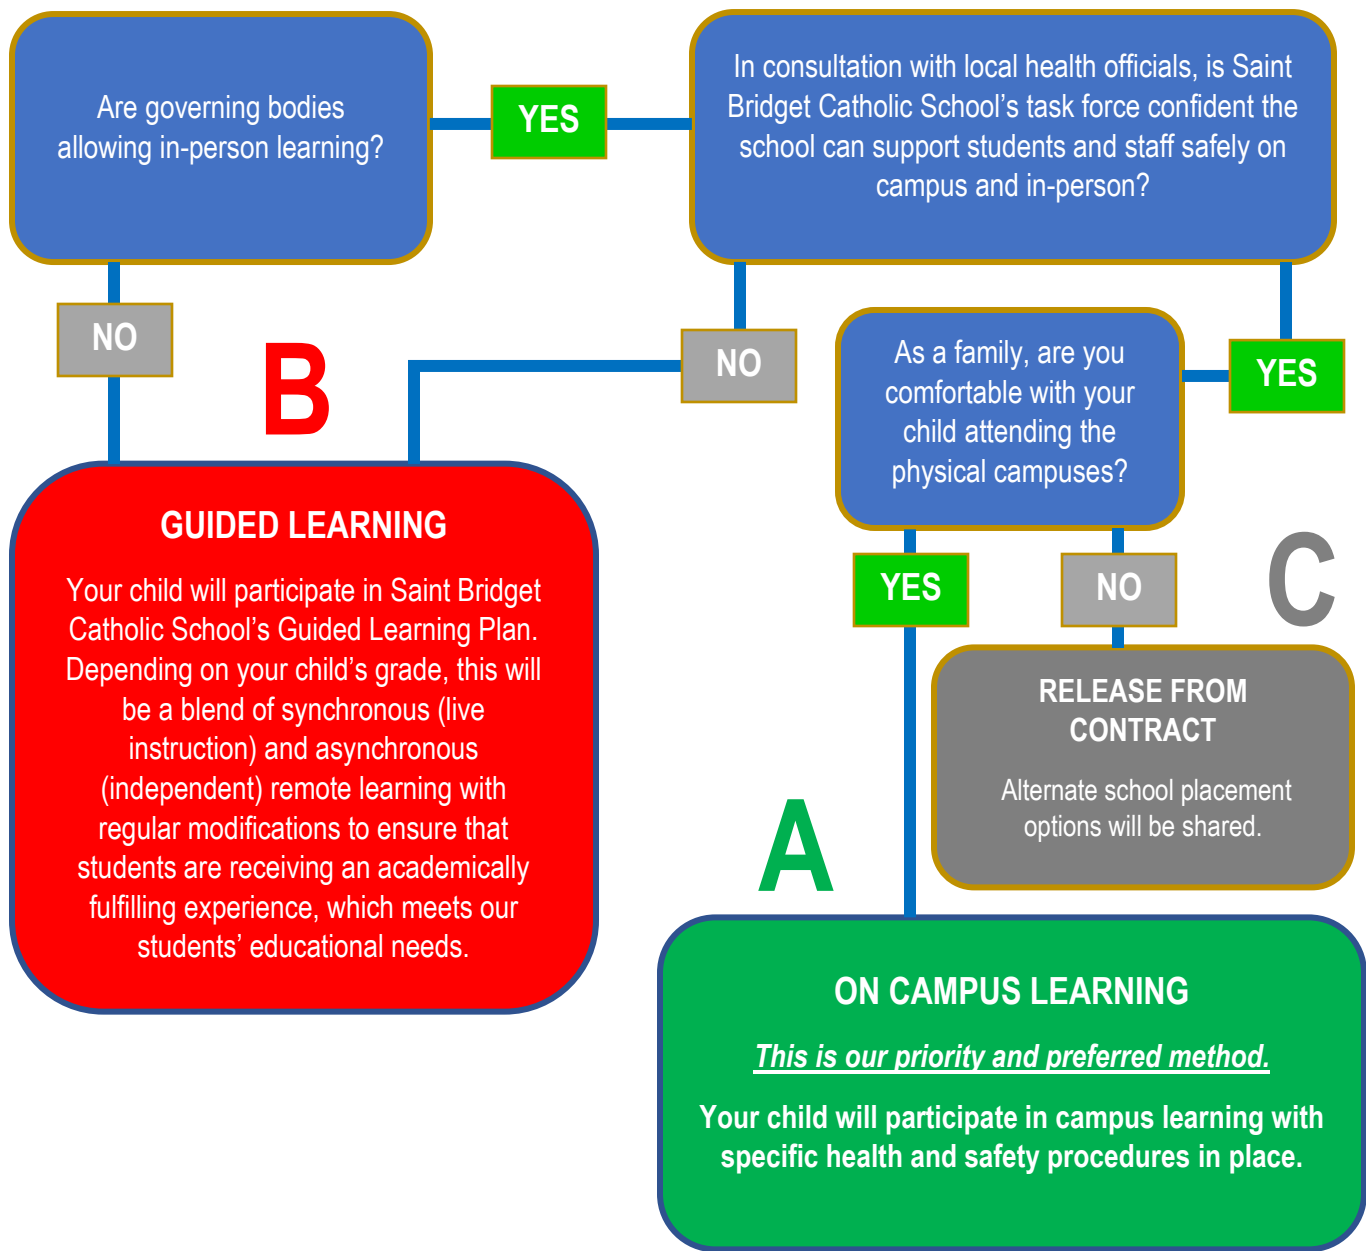 Are governing bodies
allowing in-person learning?
YES
In consultation with local health officials, is Saint
Bridget Catholic School’s task force confident the
school can support students and staff safely on
campus and in-person?
NO
B
NO
As a family, are you
comfortable with your
child attending the
physical campuses?
YES
GUIDED LEARNING
Your child will participate in Saint Bridget
Catholic School’s Guided Learning Plan.
Depending on your child’s grade, this will
be a blend of synchronous (live
instruction) and asynchronous
(independent) remote learning with
regular modifications to ensure that
students are receiving an academically
fulfilling experience, which meets our
students’ educational needs.
YES
NO
C
RELEASE FROM
CONTRACT
Alternate school placement
options will be shared.
A
ON CAMPUS LEARNING
This is our priority and preferred method.
Your child will participate in campus learning with
specific health and safety procedures in place.